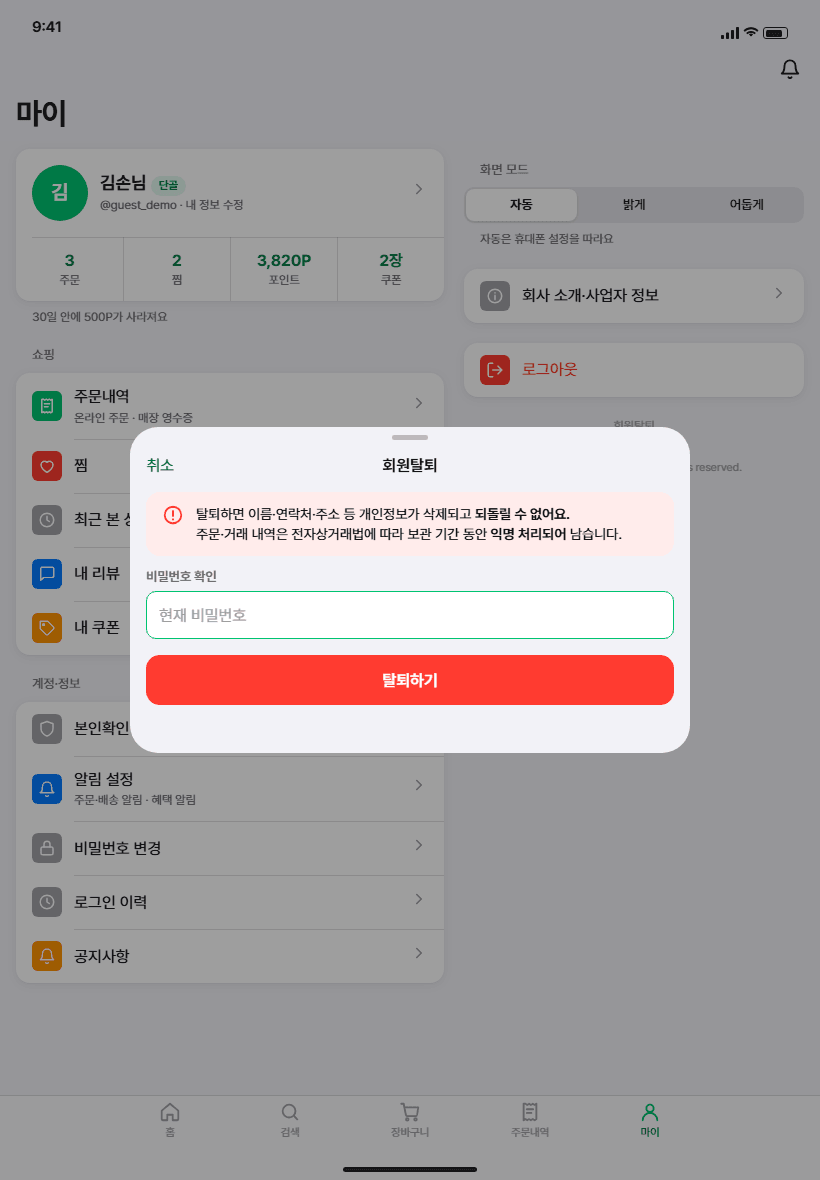 9:41
마이
김
김손님 단골
@guest_demo · 내 정보 수정
3
주문
2
찜
3,820P
포인트
2장
쿠폰
30일 안에 500P가 사라져요
쇼핑
주문내역
온라인 주문 · 매장 영수증
찜
최근 본
내 리뷰
내 쿠폰
계정·정보
본인확인
알림 설정
주문·배송 알림 · 혜택 알림
비밀번호 변경
로그인 이력
공지사항
화면 모드
자동 밝게 어둡게
자동은 휴대폰 설정을 따라요
회사 소개·사업자 정보
로그아웃
회원탈퇴
s reserved.
취소 회원탈퇴
탈퇴하면 이름·연락처·주소 등 개인정보가 삭제되고 되돌릴 수 없어요.
주문·거래 내역은 전자상거래법에 따라 보관 기간 동안 익명 처리되어 남습니다.
비밀번호 확인
현재 비밀번호
탈퇴하기
홈 검색 장바구니 주문내역 마이